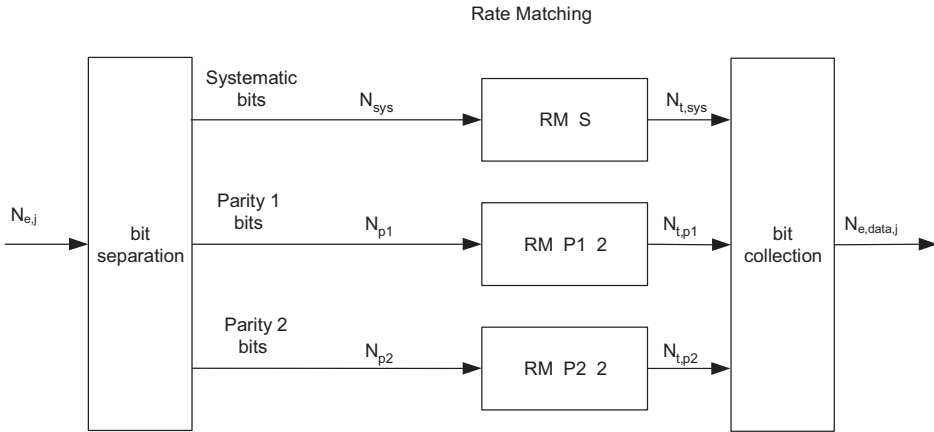 Rate Matching
Systematic
bits
N_sys
RM S
N_t,sys
N_e,j
bit
separation
Parity 1
bits
N_p1
RM P1 2
N_t,p1
bit
collection
N_e,data,j
Parity 2
bits
N_p2
RM P2 2
N_t,p2